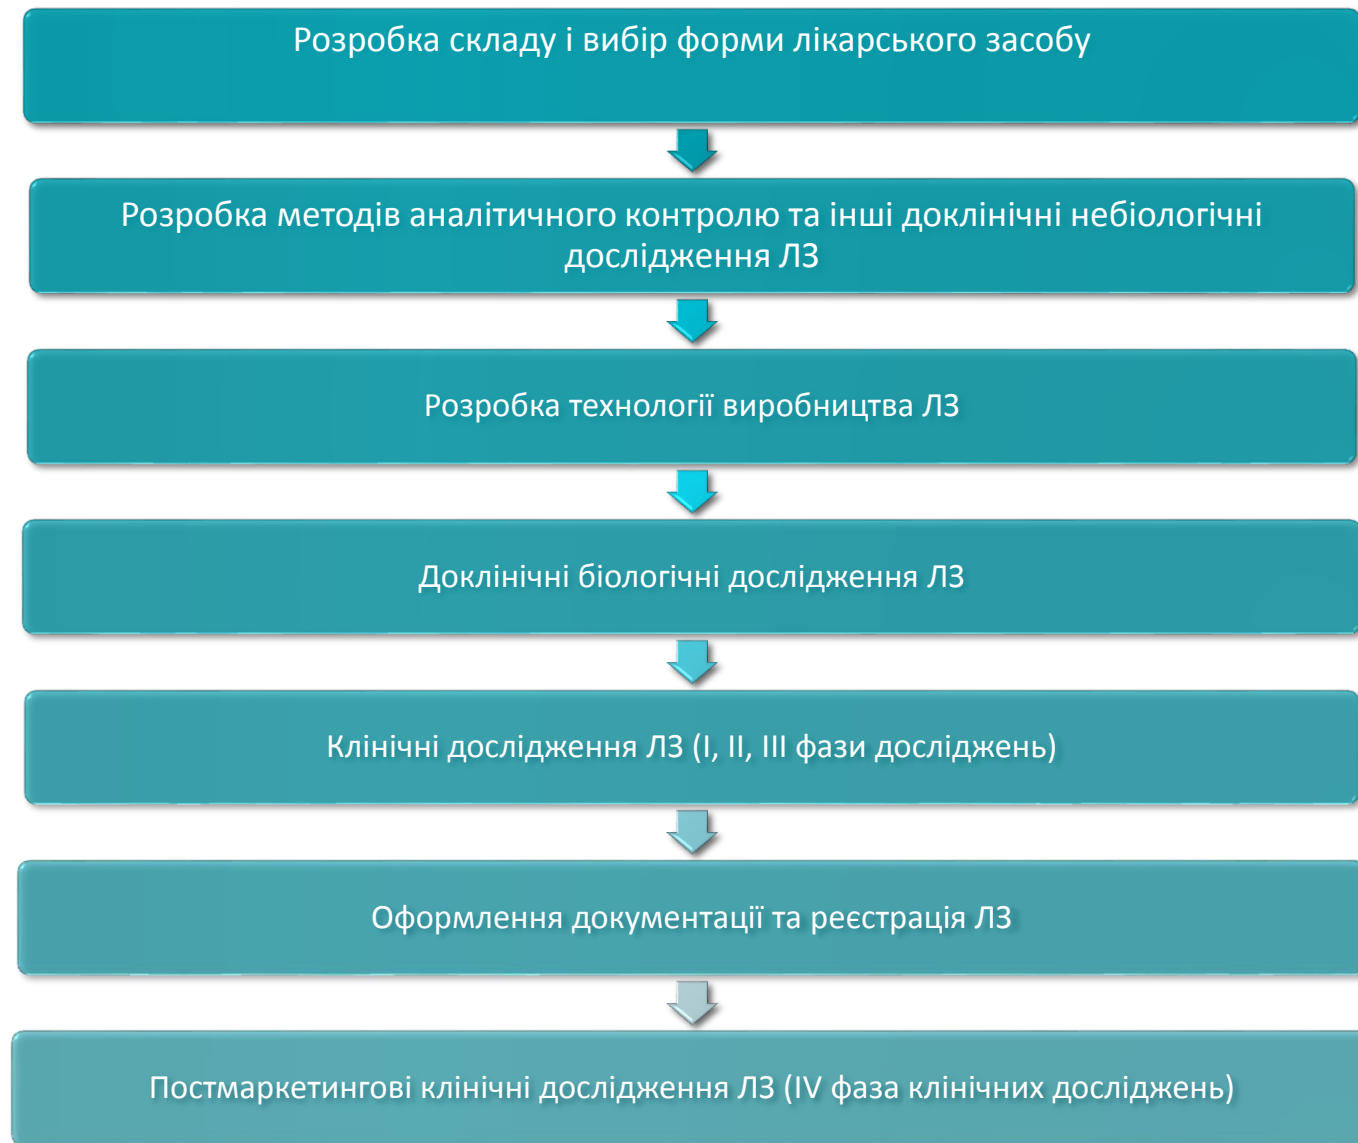 Розробка складу і вибір форми лікарського засобу
Розробка методів аналітичного контролю та інші доклінічні небіологічні
дослідження ЛЗ
Розробка технології виробництва ЛЗ
Доклінічні біологічні дослідження ЛЗ
Клінічні дослідження ЛЗ (I, II, III фази досліджень)
Оформлення документації та реєстрація ЛЗ
Постмаркетингові клінічні дослідження ЛЗ (IV фаза клінічних досліджень)